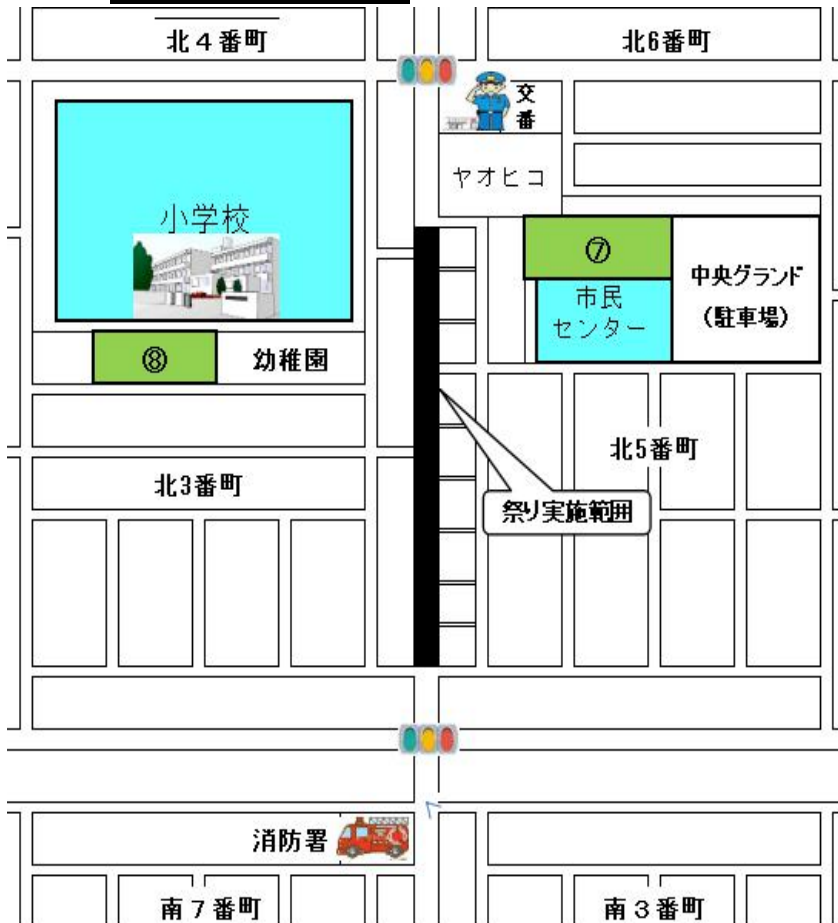 北４番町
北6番町
交番
ヤオヒコ
小学校
⑦
中央グランド
（駐車場）
市民
センター
⑧
幼稚園
北5番町
北3番町
祭り実施範囲
消防署
南７番町
南３番町